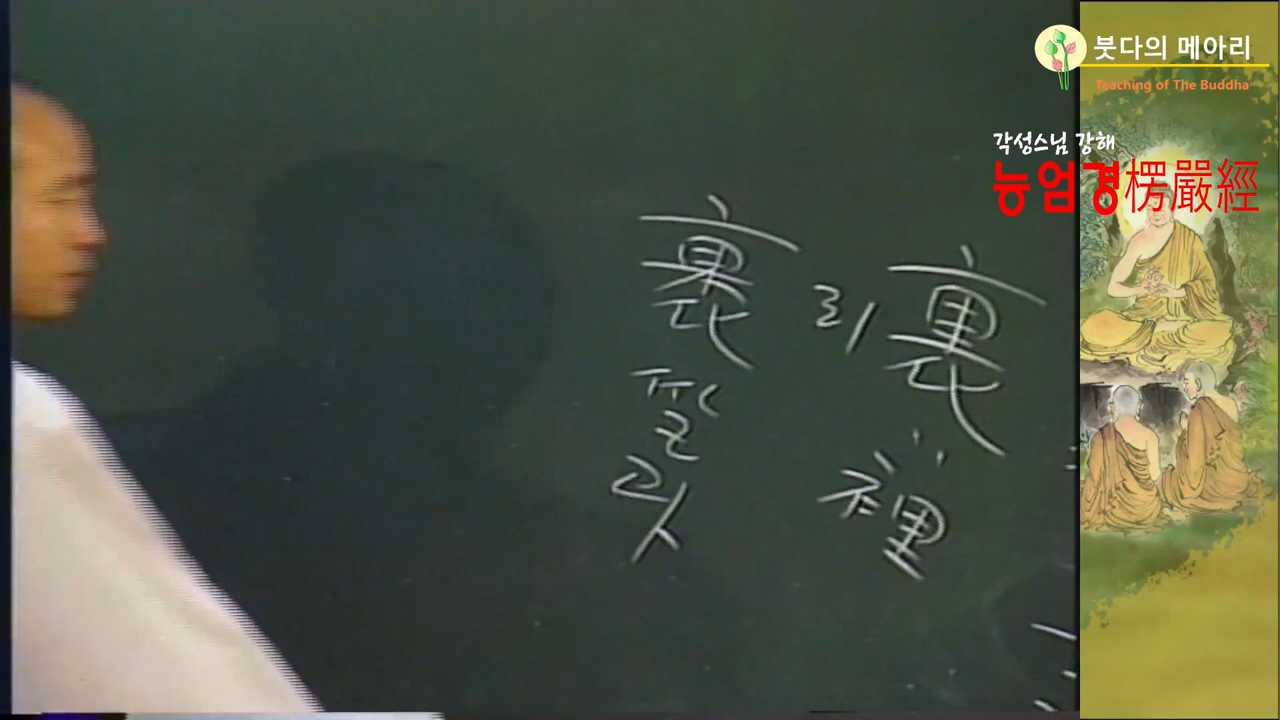 붓다의 메아리
Teaching of The Buddha
각성스님 강해
능엄경楞嚴經
裏
리
裡
裹
쌀
과